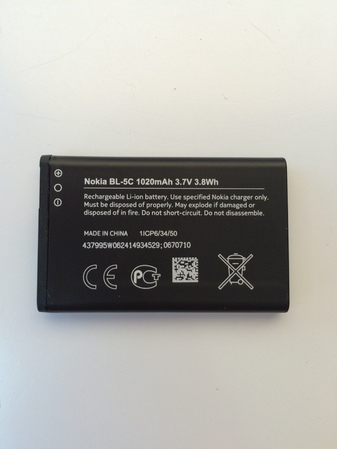 Nokia BL-5C 1020mAh 3.7V 3.8Wh
Rechargeable Li-ion battery. Use specified Nokia charger only.
Must be disposed of properly. May explode if damaged or
disposed of in fire. Do not short-circuit. Do not disassemble.
MADE IN CHINA 1ICP6/34/50
437995W062414934529;0670710